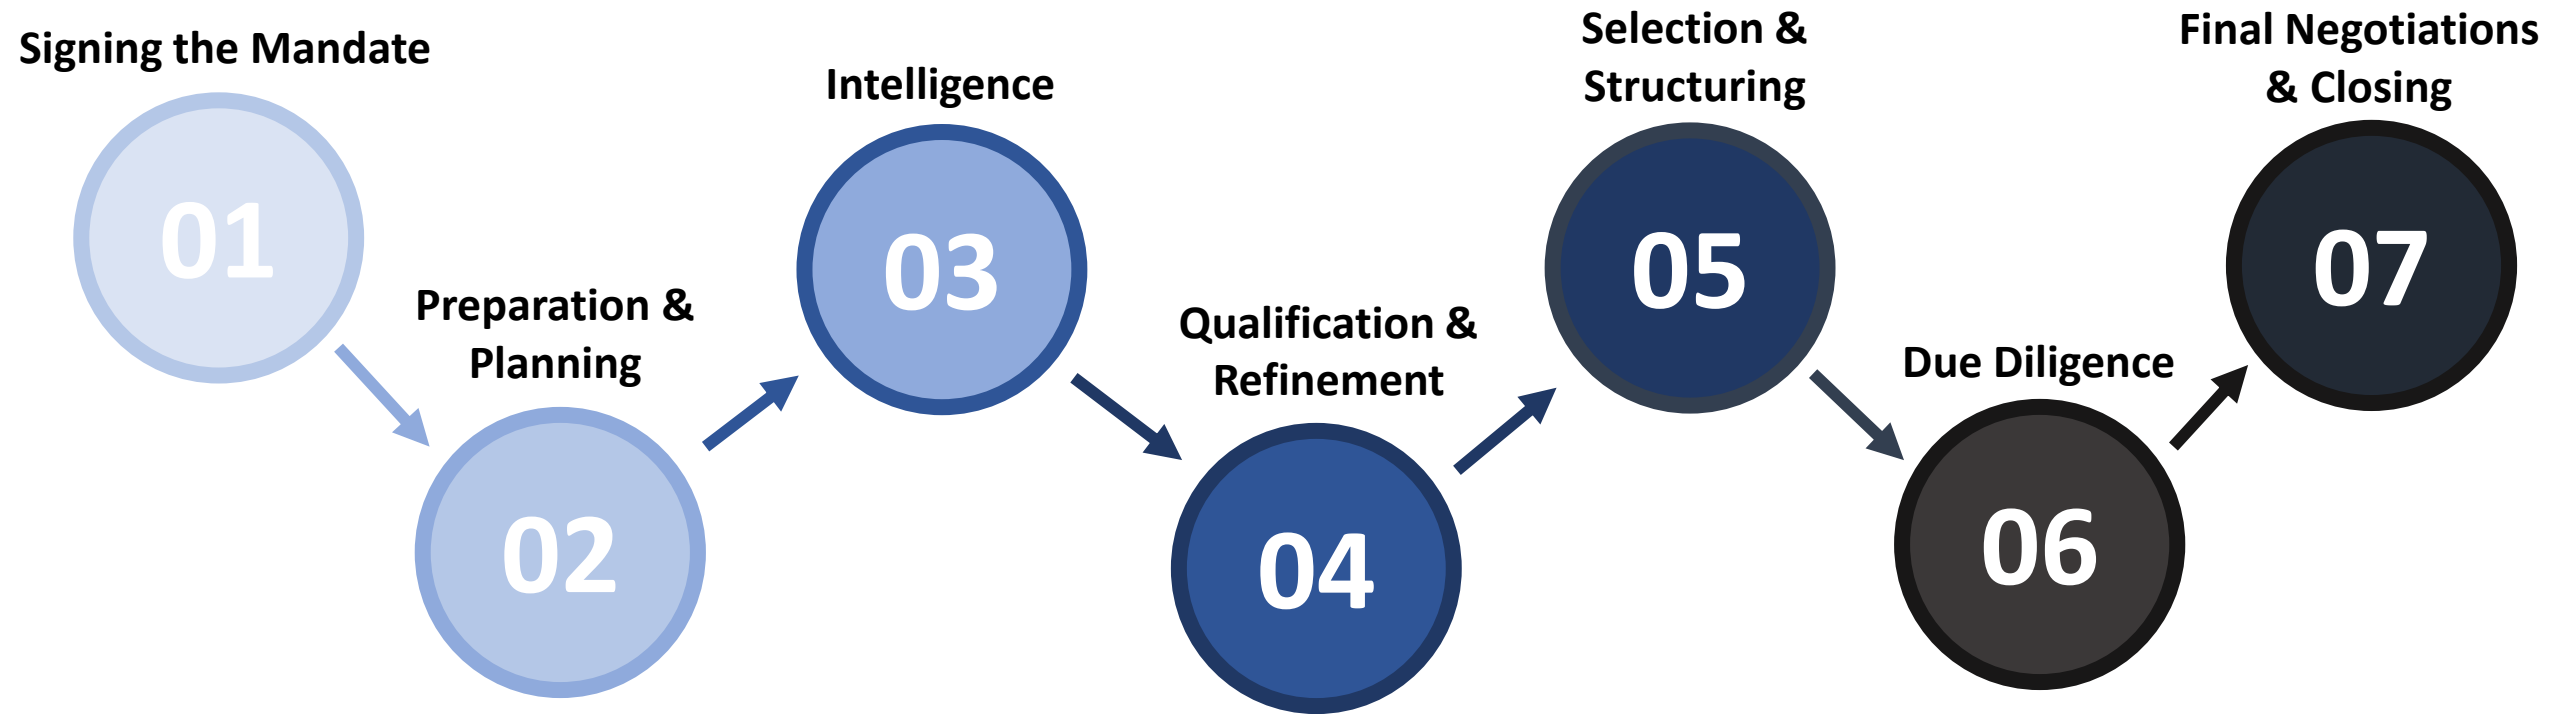 Signing the Mandate
01
Preparation &
Planning
02
Intelligence
03
Qualification &
Refinement
04
Selection &
Structuring
05
Due Diligence
06
Final Negotiations
& Closing
07